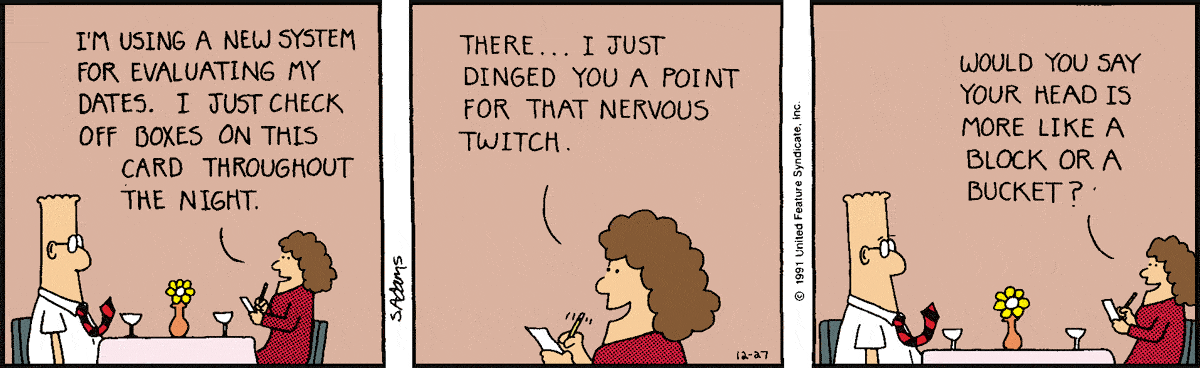 I'M USING A NEW SYSTEM
FOR EVALUATING MY
DATES. I JUST CHECK
OFF BOXES ON THIS
CARD THROUGHOUT
THE NIGHT.
S.Adams
THERE... I JUST
DINGED YOU A POINT
FOR THAT NERVOUS
TWITCH.
12-27
© 1991 United Feature Syndicate, Inc.
WOULD YOU SAY
YOUR HEAD IS
MORE LIKE A
BLOCK OR A
BUCKET?